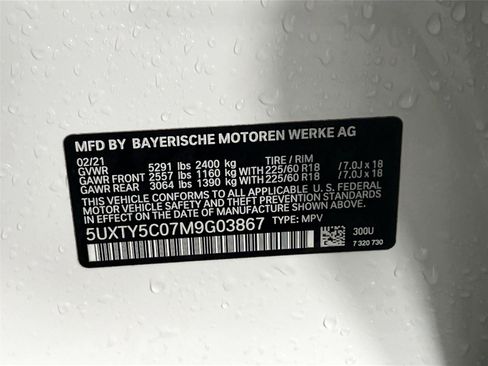 MFD BY BAYERISCHE MOTOREN WERKE AG
02/21 TIRE / RIM
GVWR 5291 lbs 2400 kg
GAWR FRONT 2557 lbs 1160 kg WITH 225/60 R18 / 7.0J x 18
GAWR REAR 3064 lbs 1390 kg WITH 225/60 R18 / 7.0J x 18
THIS VEHICLE CONFORMS TO ALL APPLICABLE U. S. FEDERAL
MOTOR VEHICLE SAFETY, BUMPER, AND THEFT PREVENTION STANDARDS
IN EFFECT ON THE DATE OF MANUFACTURE SHOWN ABOVE.
5UXTY5C07M9G03867 TYPE: MPV
300U
7 320 730